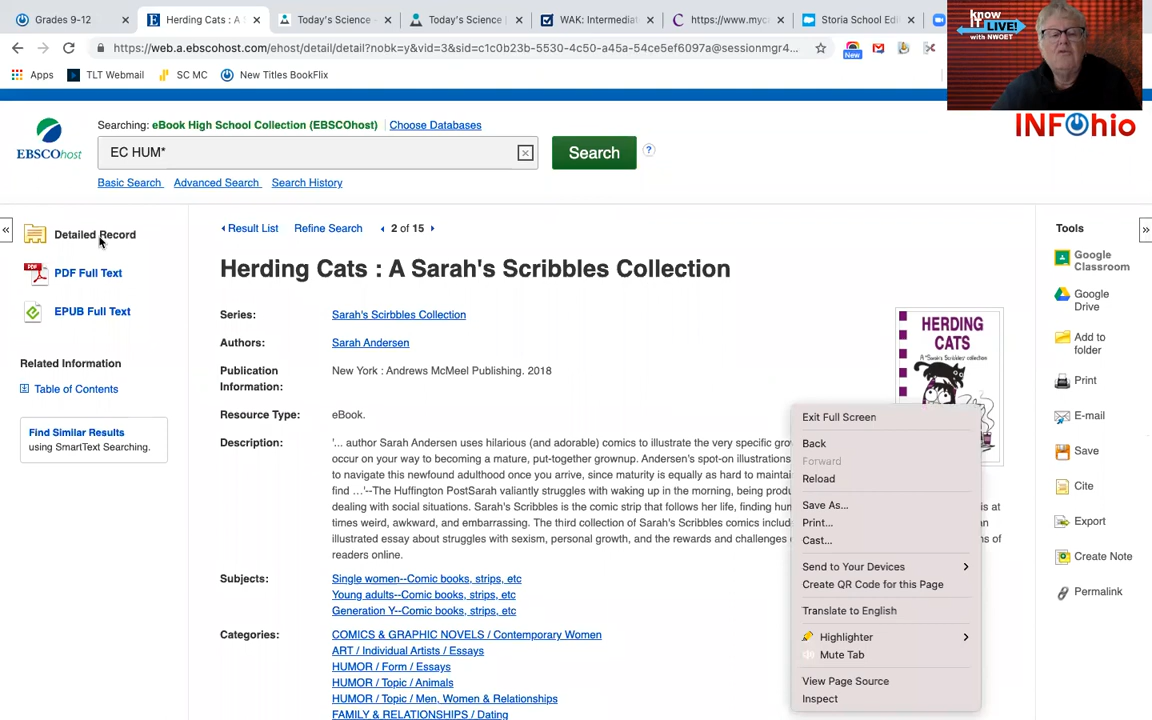 Grades 9-12
Herding Cats : A S
Today's Science -
Today's Science |
WAK: Intermedia
https://www.myc
Storia School Edi
https://web.a.ebscohost.com/ehost/detail/detail?nobk=y&vid=3&sid=c1c0b23b-5530-4c50-a45a-54ce5ef6097a@sessionmgr4...
New
Apps
TLT Webmail
SC MC
New Titles BookFlix
know it LIVE!
with NWOET
INFOhio
EBSCOhost
Searching: eBook High School Collection (EBSCOhost)
Choose Databases
EC HUM*
Search
Basic Search
Advanced Search
Search History
Detailed Record
PDF Full Text
EPUB Full Text
Related Information
Table of Contents
Find Similar Results
using SmartText Searching.
Result List
Refine Search
2 of 15
Herding Cats : A Sarah's Scribbles Collection
Series:
Sarah's Scirbbles Collection
Authors:
Sarah Andersen
Publication
Information:
New York : Andrews McMeel Publishing. 2018
Resource Type:
eBook.
Description:
'... author Sarah Andersen uses hilarious (and adorable) comics to illustrate the very specific gro
occur on your way to becoming a mature, put-together grownup. Andersen's spot-on illustrations
to navigate this newfound adulthood once you arrive, since maturity is equally as hard to maintai
find ...'--The Huffington PostSarah valiantly struggles with waking up in the morning, being produ
dealing with social situations. Sarah's Scribbles is the comic strip that follows her life, finding hum is at
times weird, awkward, and embarrassing. The third collection of Sarah's Scribbles comics includ an
illustrated essay about struggles with sexism, personal growth, and the rewards and challenges ns of
readers online.
Subjects:
Single women--Comic books, strips, etc
Young adults--Comic books, strips, etc
Generation Y--Comic books, strips, etc
Categories:
COMICS & GRAPHIC NOVELS / Contemporary Women
ART / Individual Artists / Essays
HUMOR / Form / Essays
HUMOR / Topic / Animals
HUMOR / Topic / Men, Women & Relationships
FAMILY & RELATIONSHIPS / Dating
HERDING
CATS
A "Sarah's Scribbles" collection
Exit Full Screen
Back
Forward
Reload
Save As...
Print...
Cast...
Send to Your Devices
Create QR Code for this Page
Translate to English
Highlighter
Mute Tab
View Page Source
Inspect
Tools
Google
Classroom
Google
Drive
Add to
folder
Print
E-mail
Save
Cite
Export
Create Note
Permalink